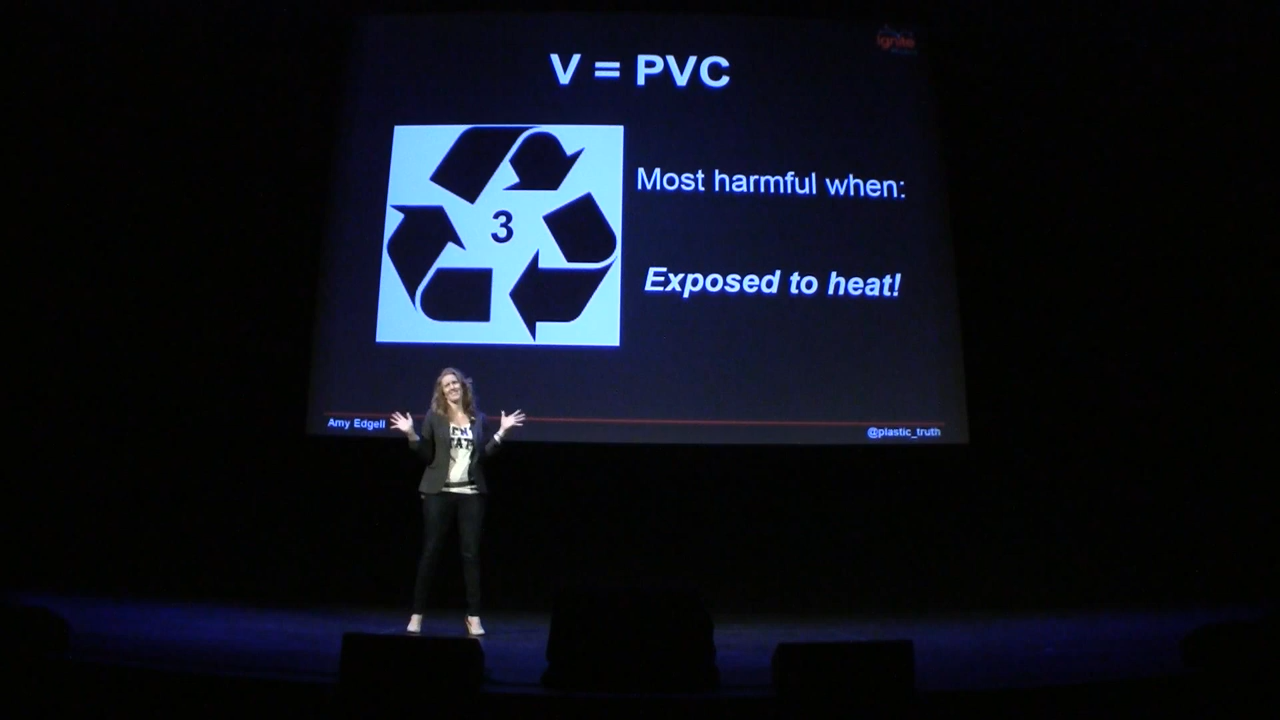 ignite
V = PVC
3
Most harmful when:
Exposed to heat!
Amy Edgell
@plastic_truth